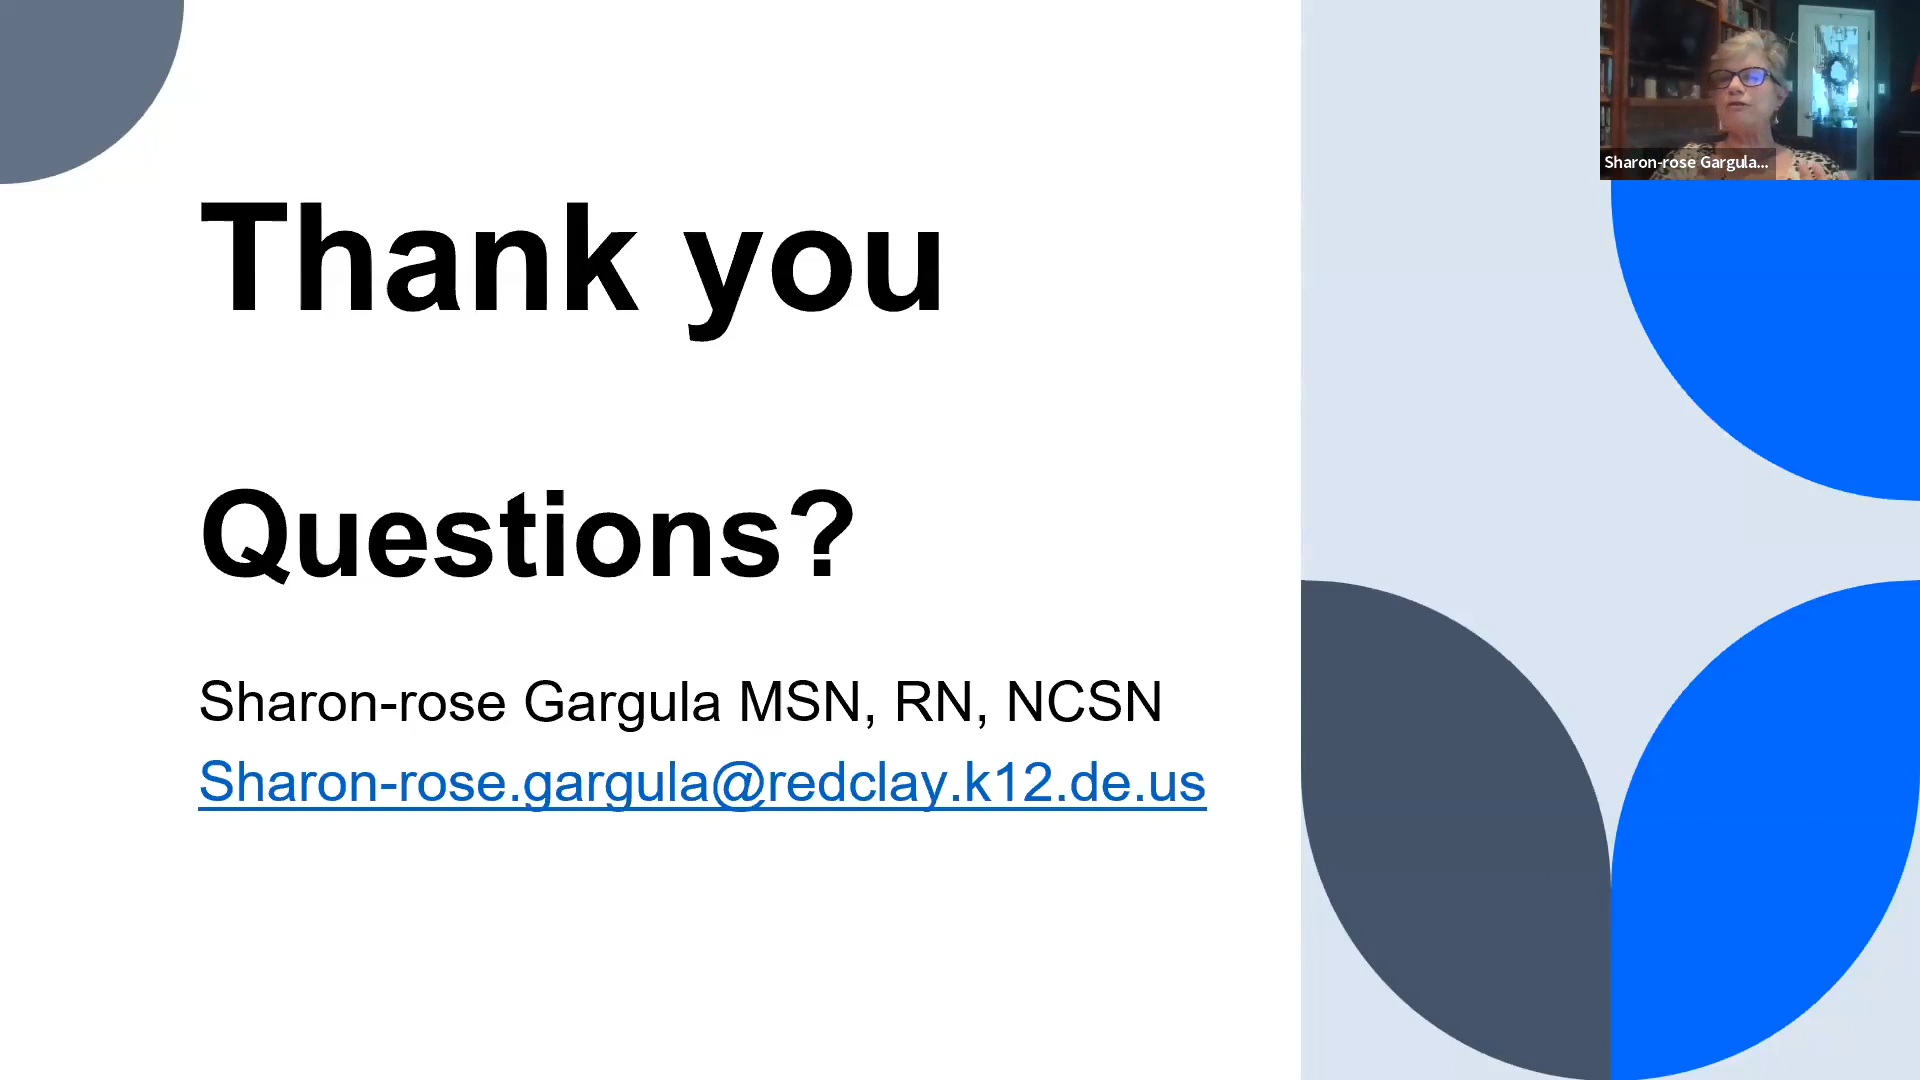 Sharon-rose Gargula...
Thank you
Questions?
Sharon-rose Gargula MSN, RN, NCSN
Sharon-rose.gargula@redclay.k12.de.us